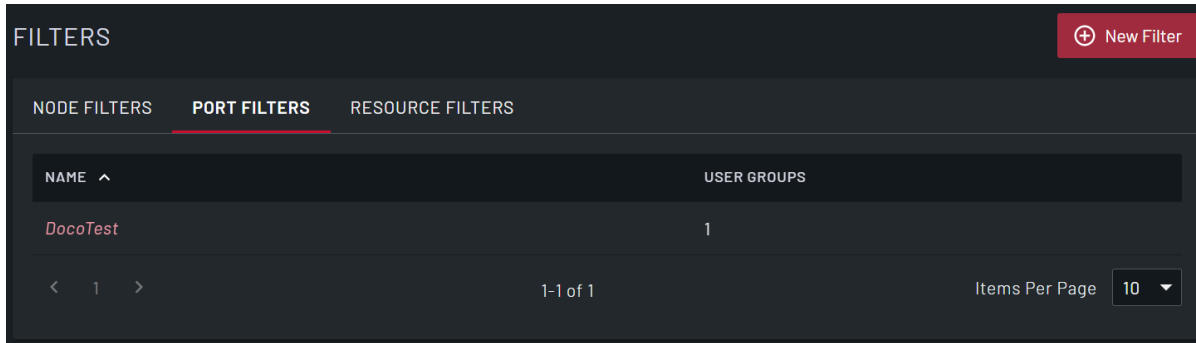 FILTERS
New Filter
NODE FILTERS PORT FILTERS RESOURCE FILTERS
NAME USER GROUPS
DocoTest 1
1 1-1 of 1 Items Per Page 10